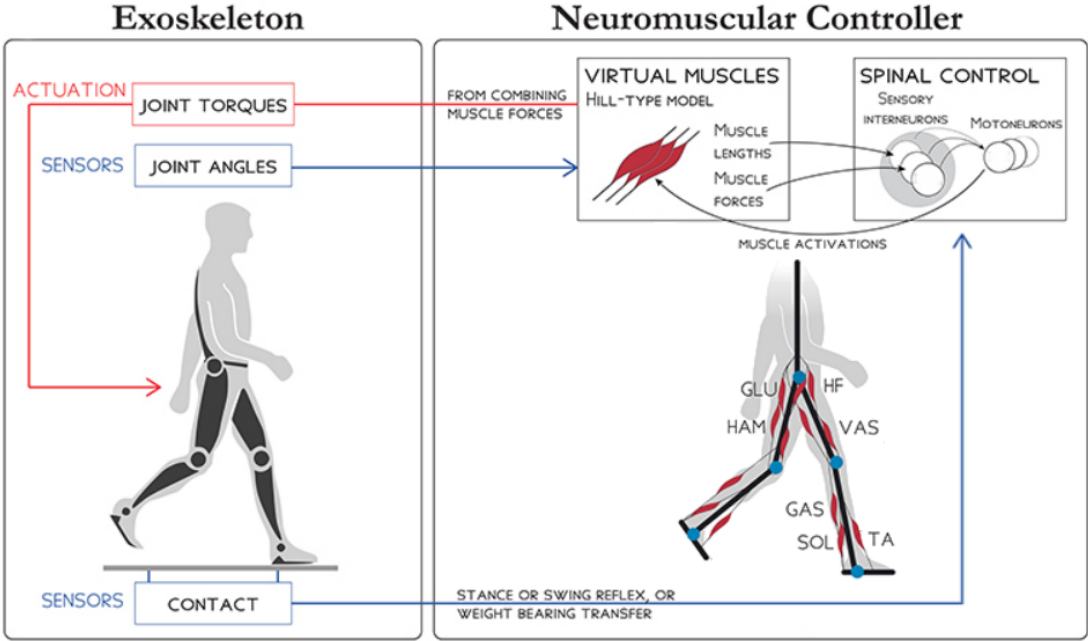 Exoskeleton
Neuromuscular Controller
ACTUATION
JOINT TORQUES
SENSORS
JOINT ANGLES
FROM COMBINING
MUSCLE FORCES
VIRTUAL MUSCLES
HILL-TYPE MODEL
MUSCLE
LENGTHS
MUSCLE
FORCES
SPINAL CONTROL
SENSORY
INTERNEURONS
MOTONEURONS
MUSCLE ACTIVATIONS
GLU
HF
HAM
VAS
GAS
SOL
TA
SENSORS
CONTACT
STANCE OR SWING REFLEX, OR
WEIGHT BEARING TRANSFER